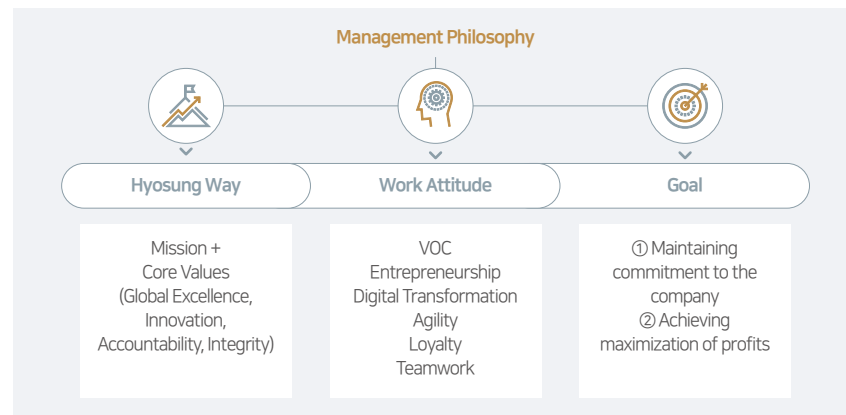 Management Philosophy
Hyosung Way
Work Attitude
Goal
Mission +
Core Values
(Global Excellence,
Innovation,
Accountability, Integrity)
VOC
Entrepreneurship
Digital Transformation
Agility
Loyalty
Teamwork
① Maintaining
commitment to the
company
② Achieving
maximization of profits